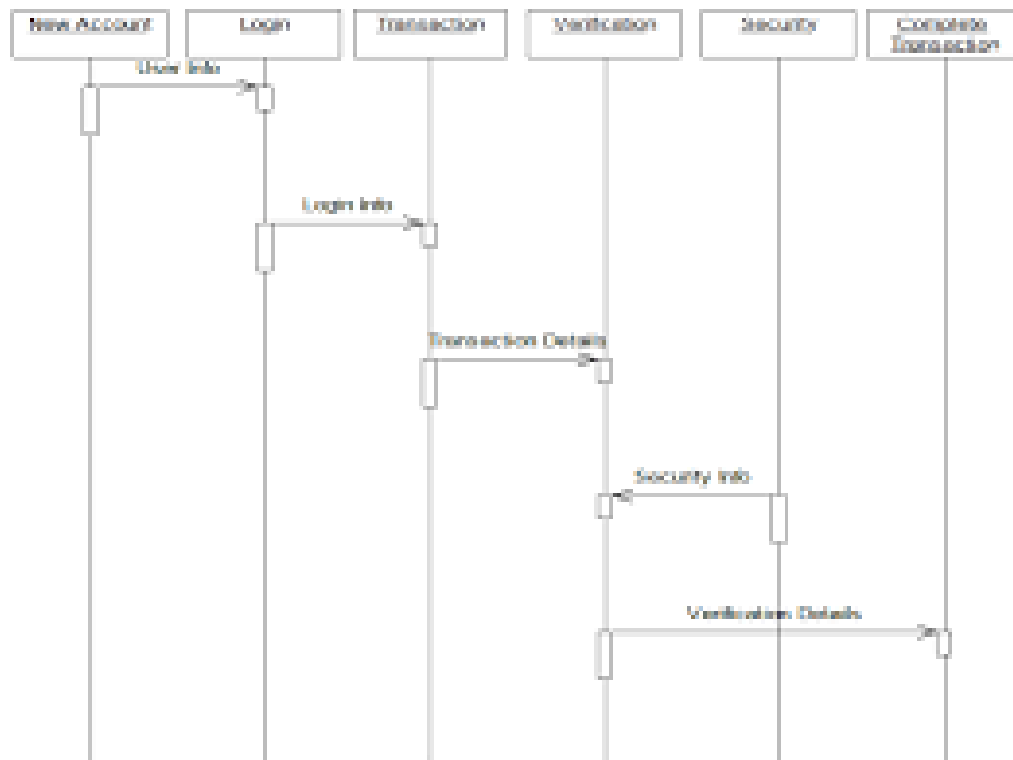 New Account
Login
Transaction
Verification
Security
Complete
Transaction
User Info
Login Info
Transaction Details
Security Info
Verification Details